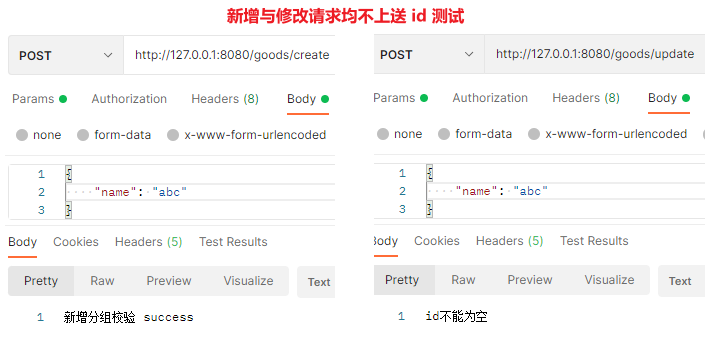 新增与修改请求均不上送 id 测试
POST
http://127.0.0.1:8080/goods/create
Params
Authorization
Headers (8)
Body
none
form-data
x-www-form-urlencoded
1 {
2 ····"name":·"abc"
3 }
Body
Cookies
Headers (5)
Test Results
Pretty
Raw
Preview
Visualize
Text
1 新增分组校验 success
POST
http://127.0.0.1:8080/goods/update
Params
Authorization
Headers (8)
Body
none
form-data
x-www-form-urlencoded
1 {
2 ····"name":·"abc"
3 }
Body
Cookies
Headers (5)
Test Results
Pretty
Raw
Preview
Visualize
Text
1 id不能为空